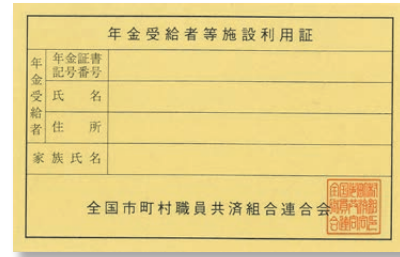 年金受給者等施設利用証
年金受給者
年金証書
記号番号
氏名
住所
家族氏名
全国市町村職員共済組合連合会